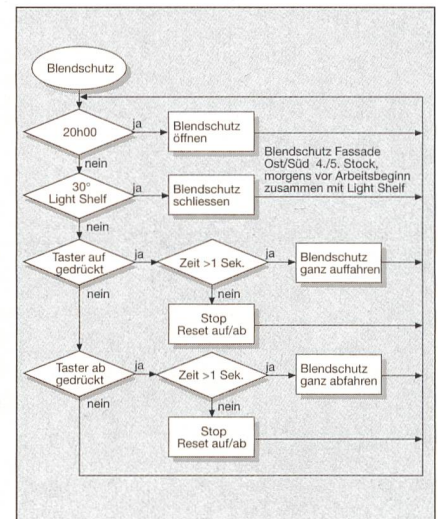 Blendschutz
20h00
ja
Blendschutz
öffnen
nein
Blendschutz Fassade
Ost/Süd 4./5. Stock,
morgens vor Arbeitsbeginn
zusammen mit Light Shelf
30°
Light Shelf
ja
Blendschutz
schliessen
nein
Taster auf
gedrückt
ja
Zeit >1 Sek.
ja
Blendschutz
ganz auffahren
nein
nein
Stop
Reset auf/ab
Taster ab
gedrückt
ja
Zeit >1 Sek.
ja
Blendschutz
ganz abfahren
nein
nein
Stop
Reset auf/ab